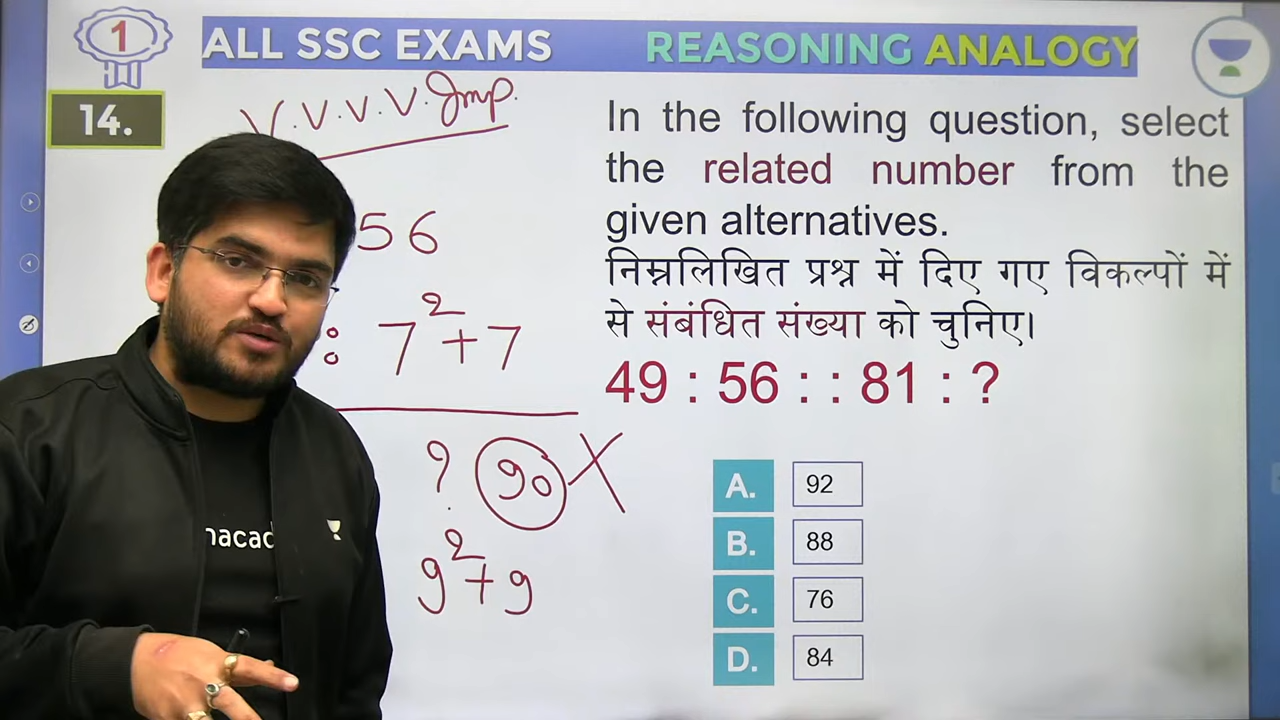 1
ALL SSC EXAMS
REASONING ANALOGY
14.
V.V.V.V. Imp.
56
: 7²+7
? 90 X
9²+9
In the following question, select
the related number from the
given alternatives.
निम्नलिखित प्रश्न में दिए गए विकल्पों में
से संबंधित संख्या को चुनिए।
49 : 56 : : 81 : ?
A. 92
B. 88
C. 76
D. 84